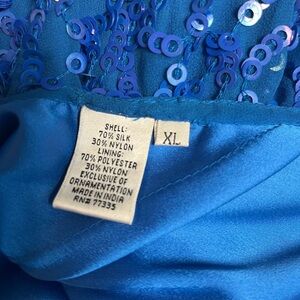 SHELL:
70% SILK
30% NYLON
LINING:
70% POLYESTER
30% NYLON
EXCLUSIVE OF
ORNAMENTATION
MADE IN INDIA
RN# 77335
XL